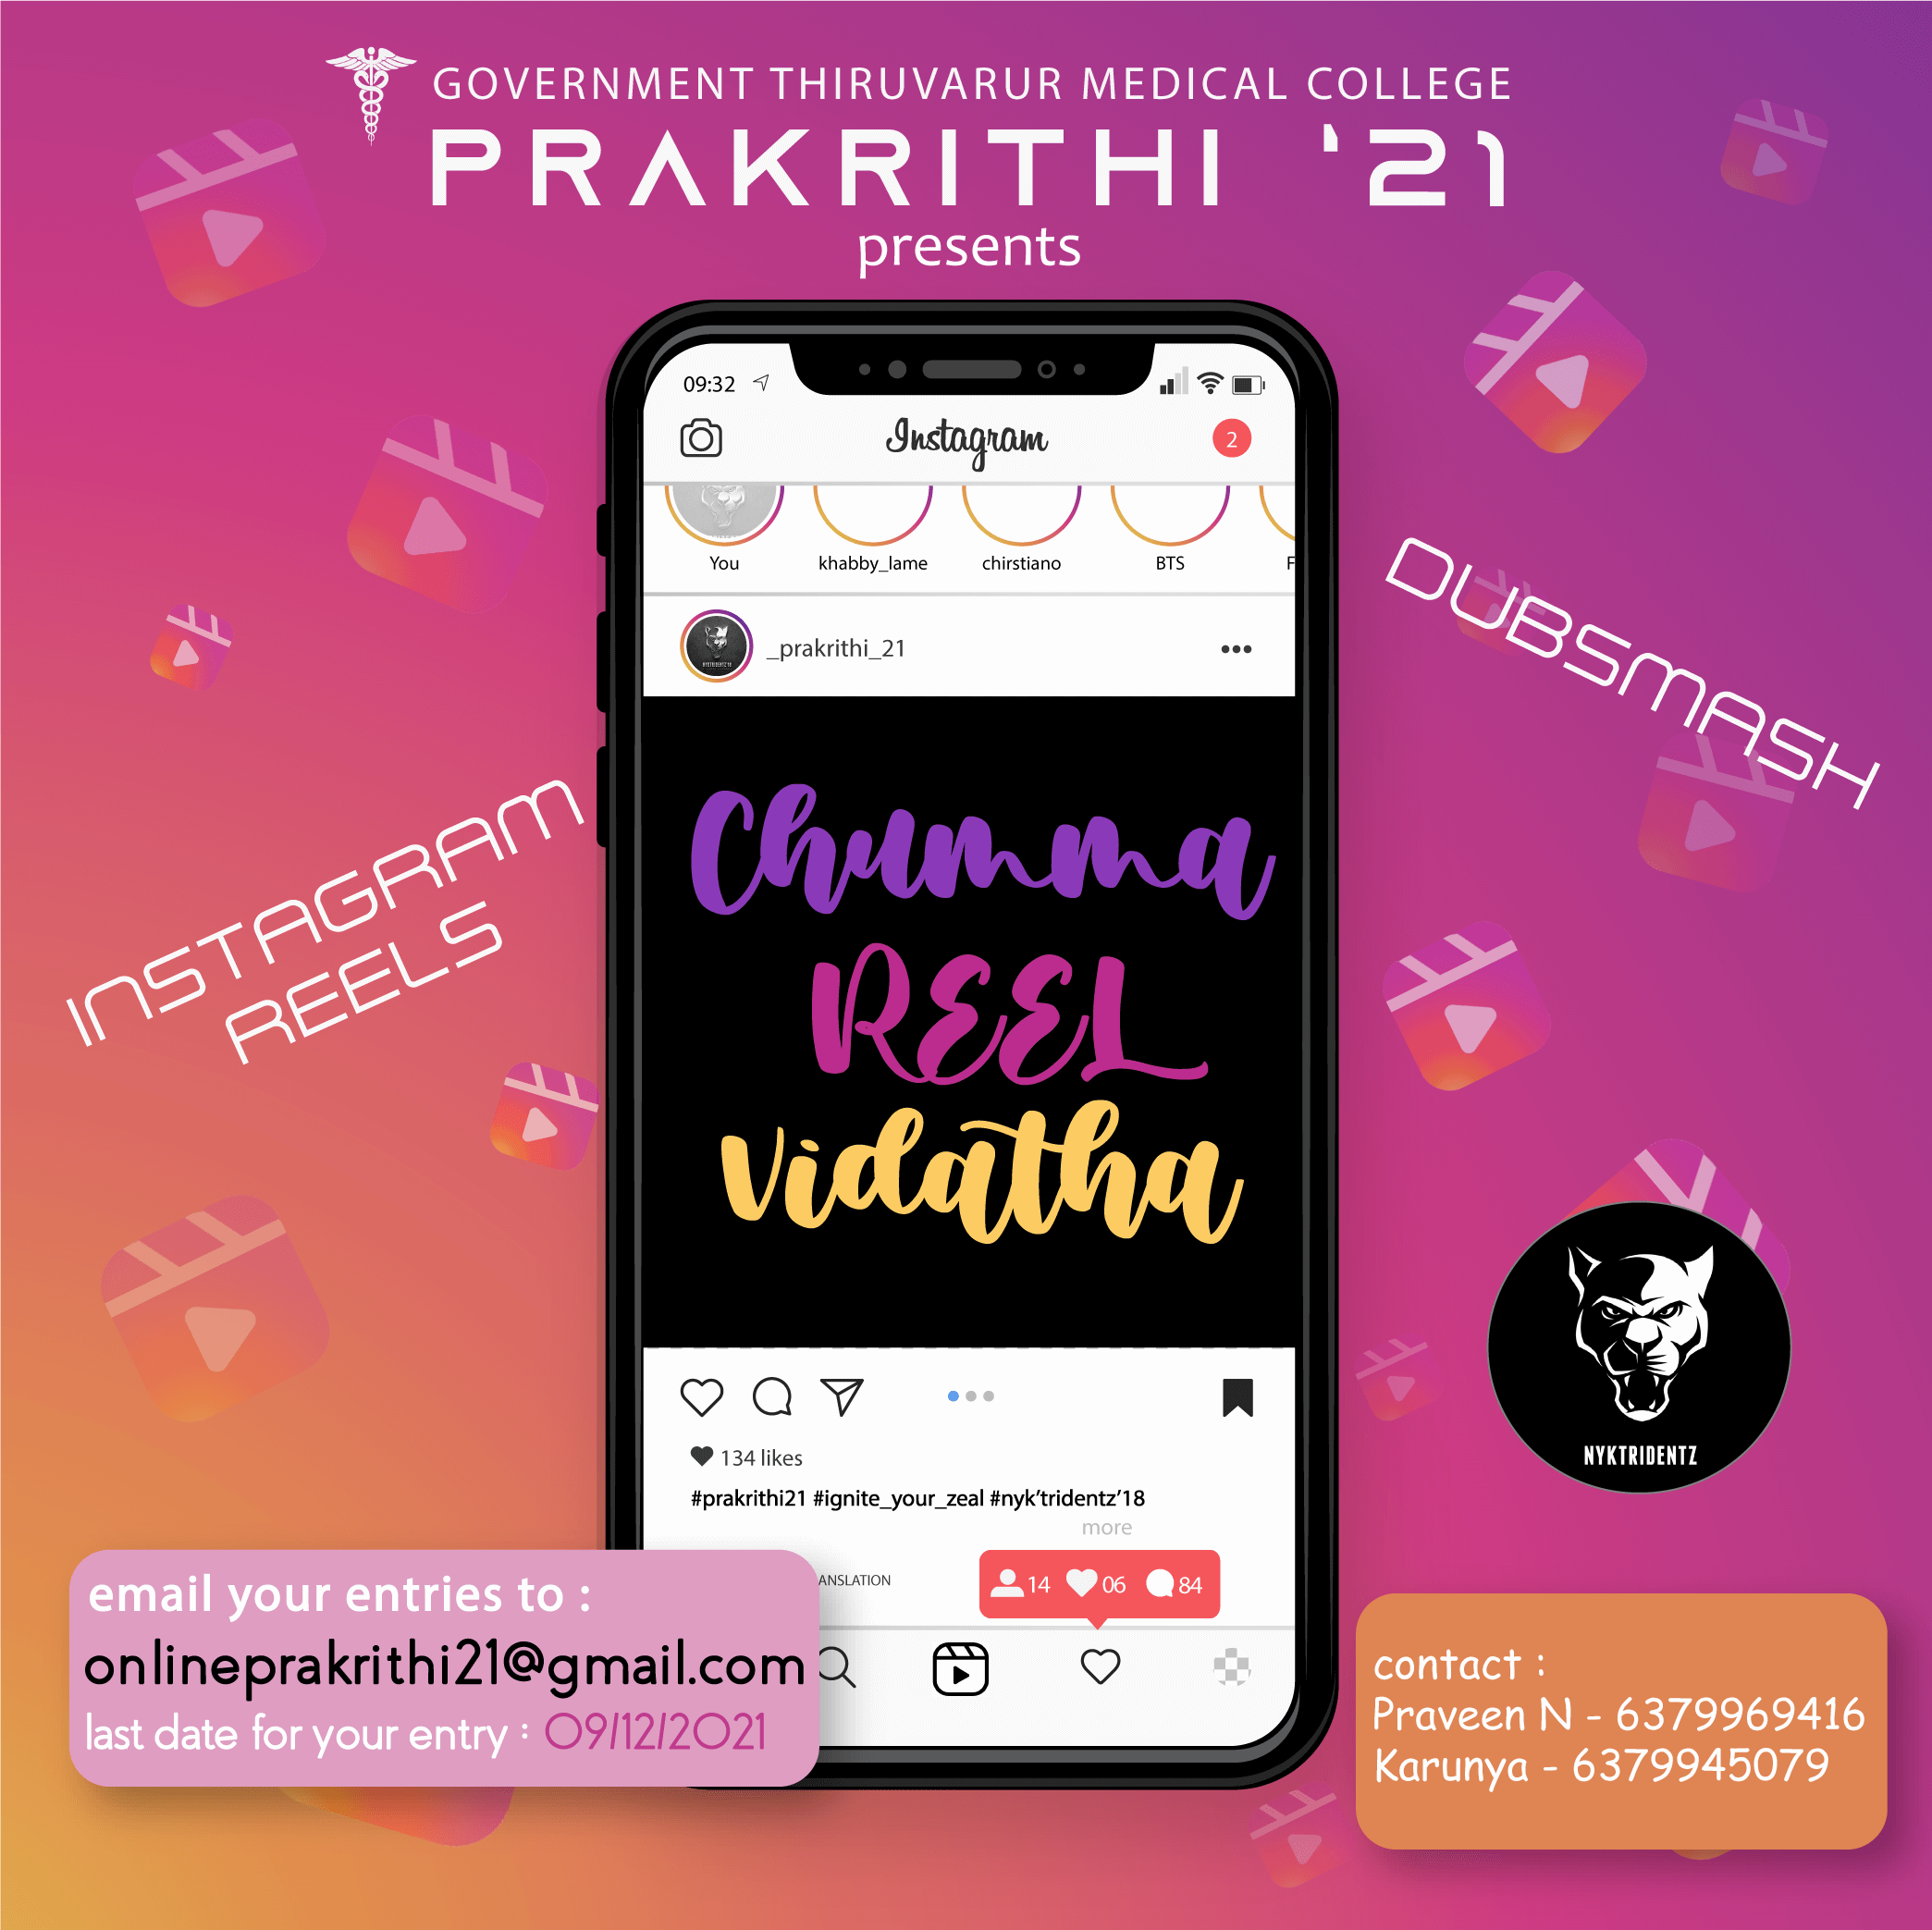 GOVERNMENT THIRUVARUR MEDICAL COLLEGE
PRAKRITHI '21
presents
09:32
Instagram
2
You
khabby_lame
chirstiano
BTS
F
_prakrithi_21
DUBSMASH
INSTAGRAM
REELS
Chumma
REEL
Vidatha
NYKTRIDENTZ
134 likes
#prakrithi21 #ignite_your_zeal #nyk'tridentz'18
more
ANSLATION
14 06 84
email your entries to :
onlineprakrithi21@gmail.com
last date for your entry : 09/12/2021
contact :
Praveen N - 6379969416
Karunya - 6379945079